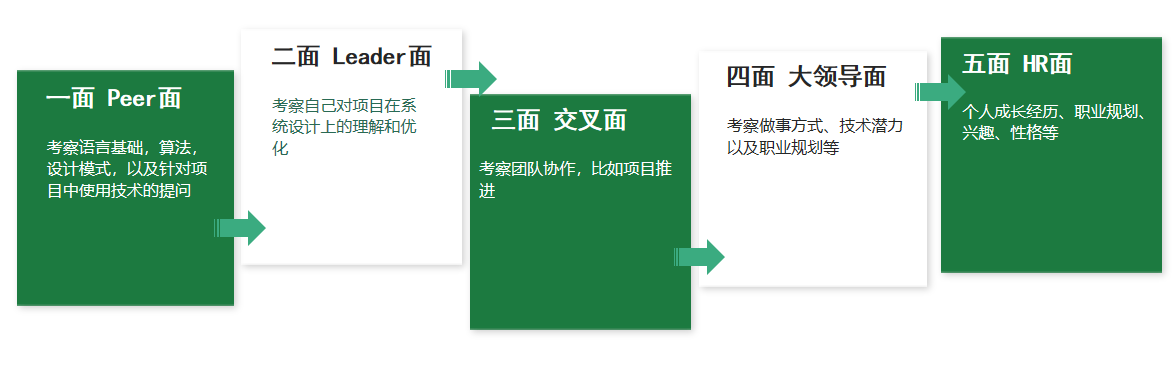 一面 Peer面
考察语言基础，算法，
设计模式，以及针对项
目中使用技术的提问
二面 Leader面
考察自己对项目在系
统设计上的理解和优
化
三面 交叉面
考察团队协作，比如项目推
进
四面 大领导面
考察做事方式、技术潜力
以及职业规划等
五面 HR面
个人成长经历、职业规划、
兴趣、性格等